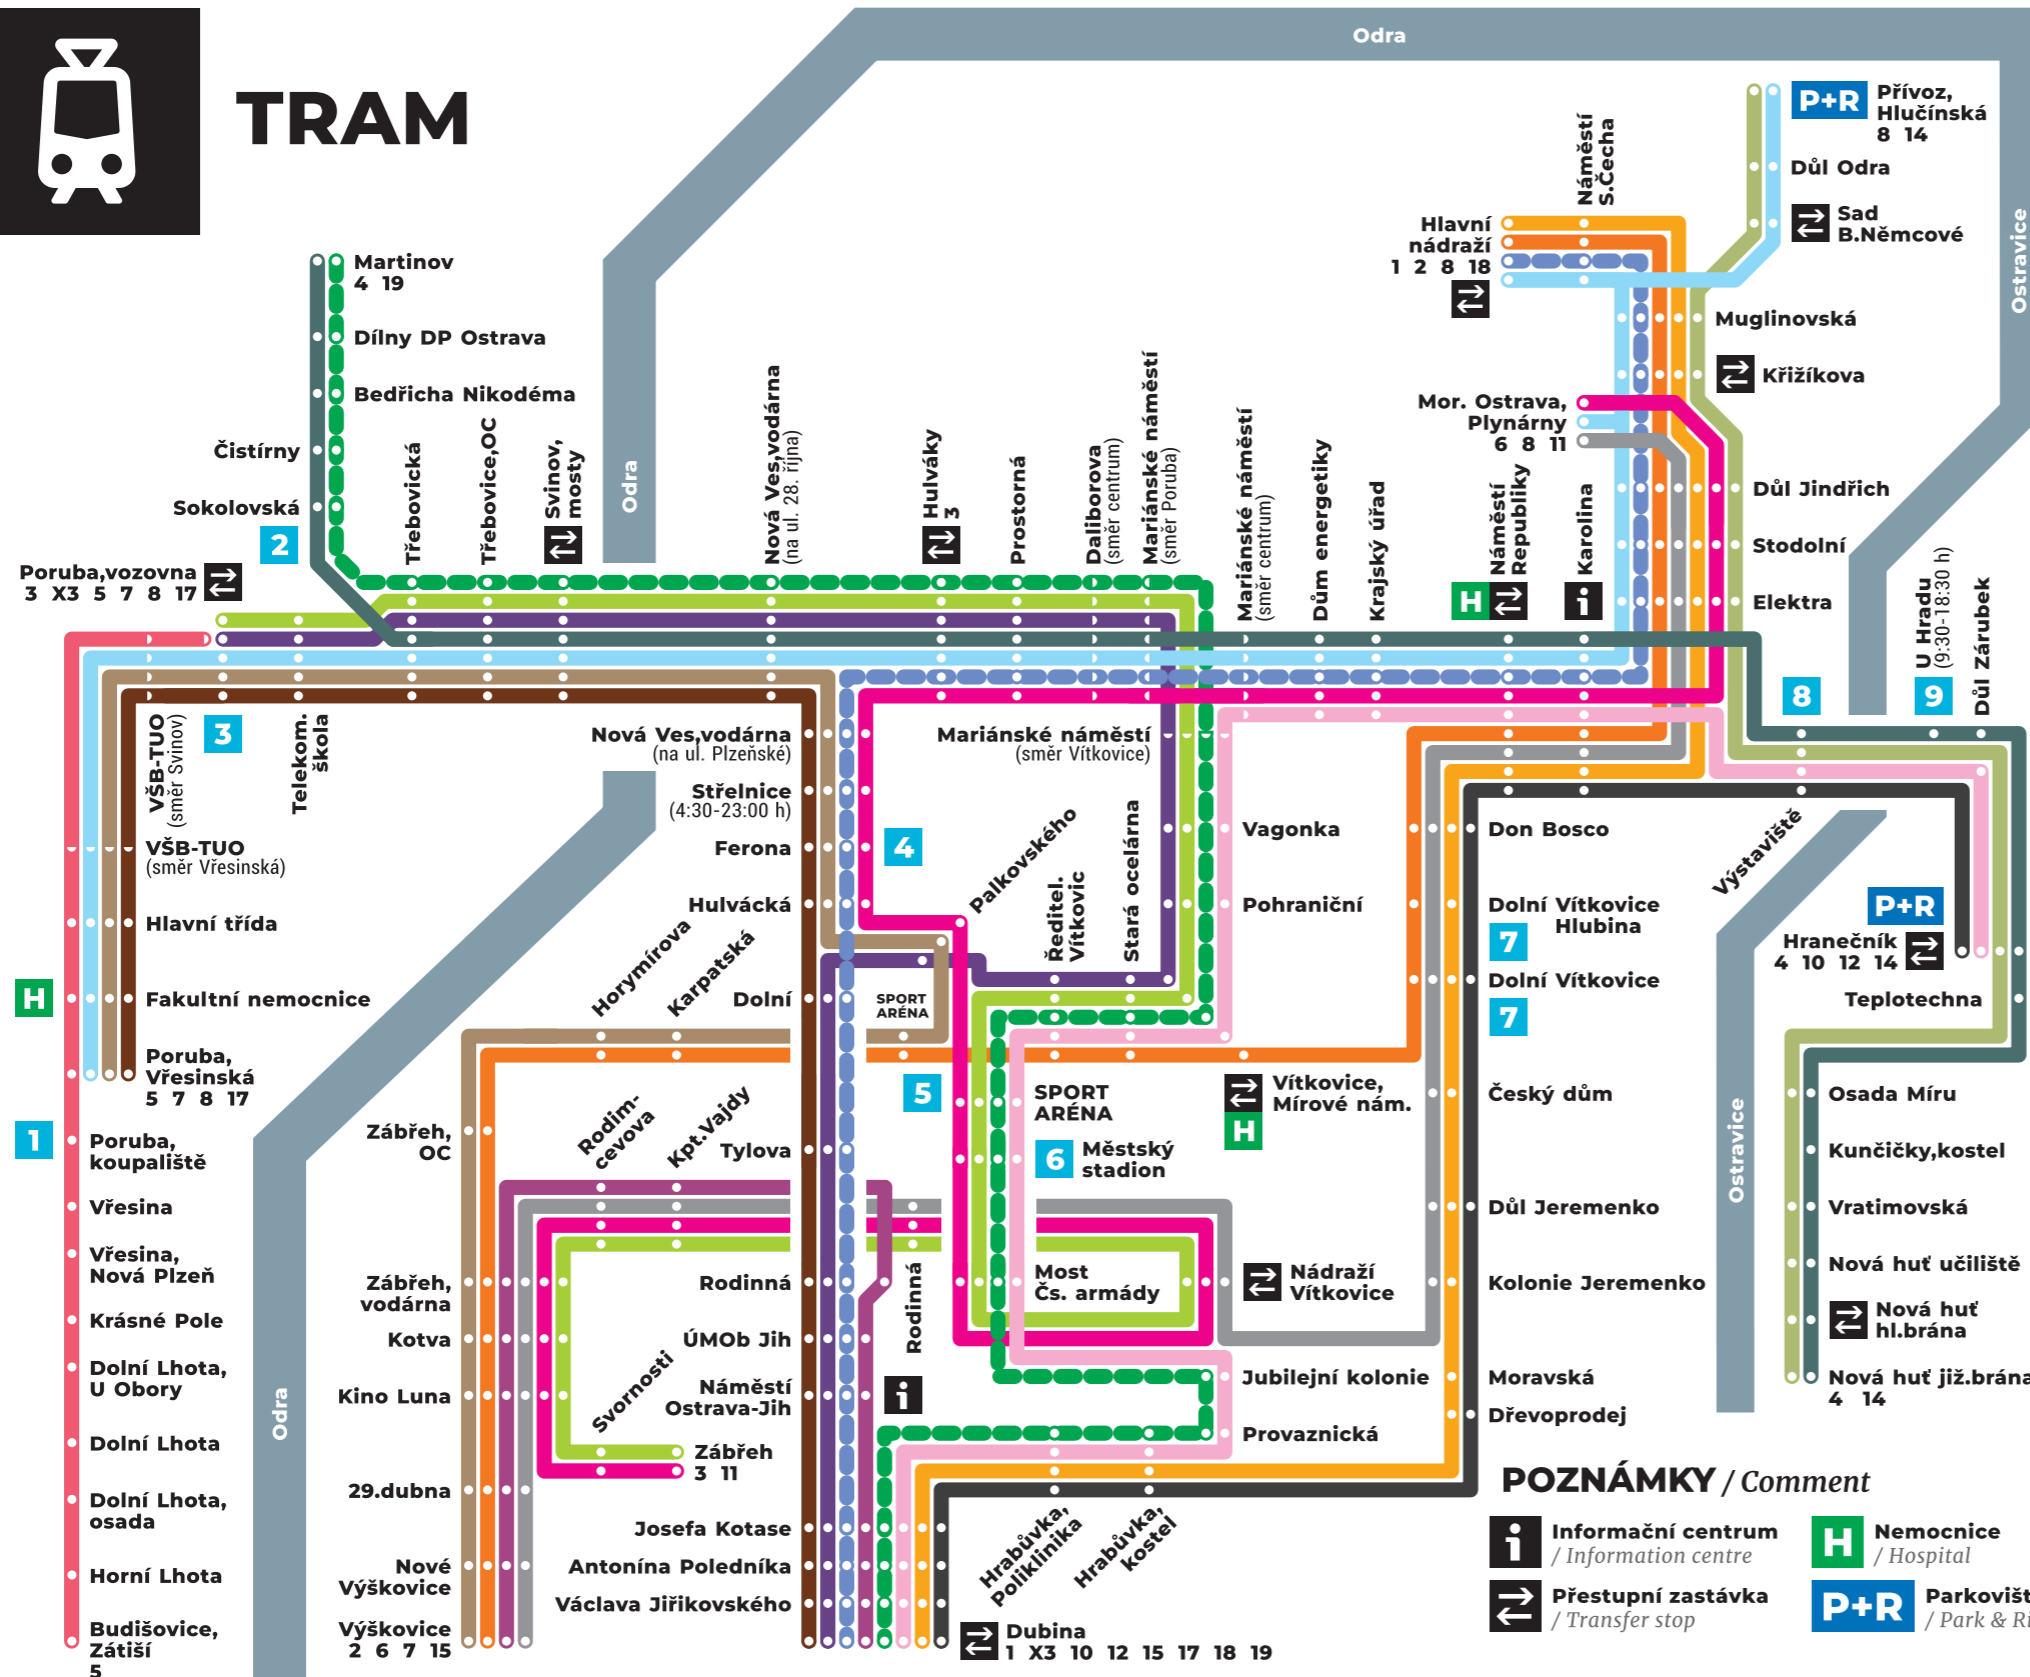 TRAM
Odra
P+R
Přívoz,
Hlučínská
8 14
Důl Odra
Sad
B.Němcové
Náměstí
S.Čecha
Hlavní
nádraží
1 2 8 18
Ostravice
Martinov
4 19
Dílny DP Ostrava
Bedřicha Nikodéma
Čistírny
Sokolovská
2
Muglinovská
Křižíkova
Mor. Ostrava,
Plynárny
6 8 11
Třebovická
Třebovice,OC
Svinov,
mosty
Odra
Nová Ves,vodárna
(na ul. 28. října)
Hulváky
3
Prostorná
Daliborova
(směr centrum)
Mariánské náměstí
(směr Poruba)
Mariánské náměstí
(směr centrum)
Dům energetiky
Krajský úřad
H
Náměstí
Republiky
i
Karolina
Důl Jindřich
Stodolní
Elektra
U Hradu
(9:30-18:30 h)
Důl Zárubek
8
9
Poruba,vozovna
3 X3 5 7 8 17
VŠB-TUO
(směr Svinov)
3
Telekom.
škola
VŠB-TUO
(směr Vřesinská)
Hlavní třída
H
Fakultní nemocnice
Poruba,
Vřesinská
5 7 8 17
1
Poruba,
koupaliště
Vřesina
Vřesina,
Nová Plzeň
Krásné Pole
Dolní Lhota,
U Obory
Dolní Lhota
Dolní Lhota,
osada
Horní Lhota
Budišovice,
Zátiší
5
Odra
Nová Ves,vodárna
(na ul. Plzeňské)
Střelnice
(4:30-23:00 h)
Ferona
4
Hulvácká
Horymírova
Karpatská
Dolní
SPORT
ARÉNA
Mariánské náměstí
(směr Vítkovice)
Palkovského
Ředitel.
Vítkovic
Stará ocelárna
Vagonka
Pohraniční
Don Bosco
Dolní Vítkovice
Hlubina
7
Dolní Vítkovice
7
Výstaviště
P+R
Hranečník
4 10 12 14
Teplotechna
Zábřeh,
OC
Rodim-
cevova
Kpt.Vajdy
Tylova
5
SPORT
ARÉNA
6
Městský
stadion
Vítkovice,
Mírové nám.
H
Český dům
Ostravice
Osada Míru
Kunčičky,kostel
Vratimovská
Nová huť učiliště
Nová huť
hl.brána
Nová huť již.brána
4 14
Důl Jeremenko
Kolonie Jeremenko
Zábřeh,
vodárna
Kotva
Kino Luna
Svornosti
Zábřeh
3 11
Rodinná
ÚMOb Jih
Náměstí
Ostrava-Jih
Rodinná
i
Most
Čs. armády
Nádraží
Vítkovice
Jubilejní kolonie
Provaznická
Moravská
Dřevoprodej
29.dubna
Nové
Výškovice
Výškovice
2 6 7 15
Josefa Kotase
Antonína Poledníka
Václava Jiřikovského
Hrabůvka,
Poliklinika
Hrabůvka,
kostel
Dubina
1 X3 10 12 15 17 18 19
POZNÁMKY / Comment
i
Informační centrum
/ Information centre
H
Nemocnice
/ Hospital
Přestupní zastávka
/ Transfer stop
P+R